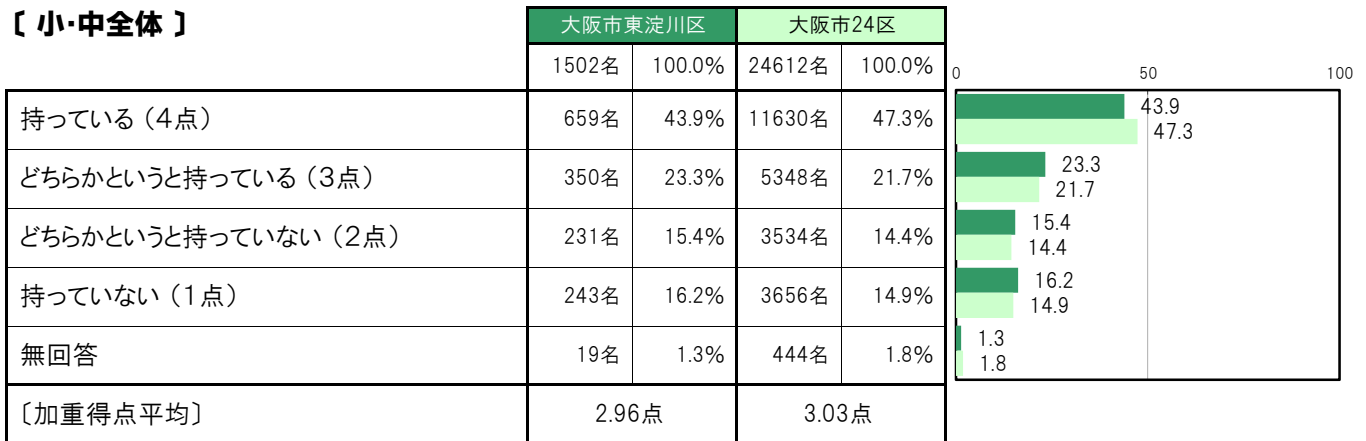 〔 小・中全体 〕
大阪市東淀川区 大阪市24区
1502名 100.0% 24612名 100.0%
0 50 100
持っている（４点） 659名 43.9% 11630名 47.3%
43.9
47.3
どちらかというと持っている（３点） 350名 23.3% 5348名 21.7%
23.3
21.7
どちらかというと持っていない（２点） 231名 15.4% 3534名 14.4%
15.4
14.4
持っていない（１点） 243名 16.2% 3656名 14.9%
16.2
14.9
無回答 19名 1.3% 444名 1.8%
1.3
1.8
〔加重得点平均〕 2.96点 3.03点